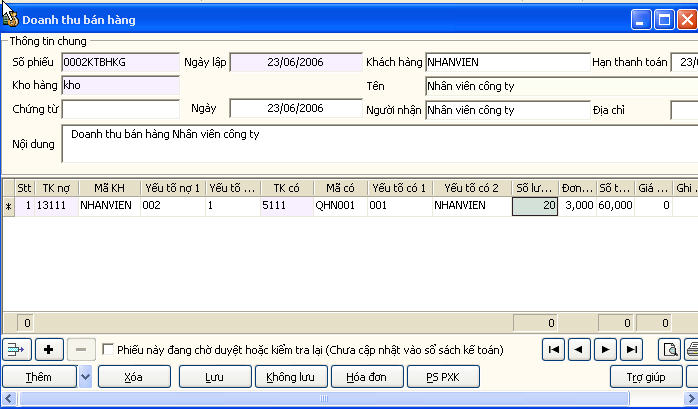 Doanh thu bán hàng
Thông tin chung
Số phiếu 0002KTBHKG Ngày lập 23/06/2006 Khách hàng NHANVIEN Hạn thanh toán 23/0
Kho hàng kho Tên Nhân viên công ty
Chứng từ Ngày 23/06/2006 Người nhận Nhân viên công ty Địa chỉ
Nội dung Doanh thu bán hàng Nhân viên công ty
Stt TK nợ Mã KH Yếu tố nợ 1 Yếu tố ... TK có Mã có Yếu tố có 1 Yếu tố có 2 Số lư... Đơn... Số t... Giá ... Ghi
* 1 13111 NHANVIEN 002 1 5111 QHN001 001 NHANVIEN 20 3,000 60,000 0
0 0 0 0
Phiếu này đang chờ duyệt hoặc kiểm tra lại (Chưa cập nhật vào sổ sách kế toán)
Thêm Xóa Lưu Không lưu Hóa đơn PS PXK Trợ giúp